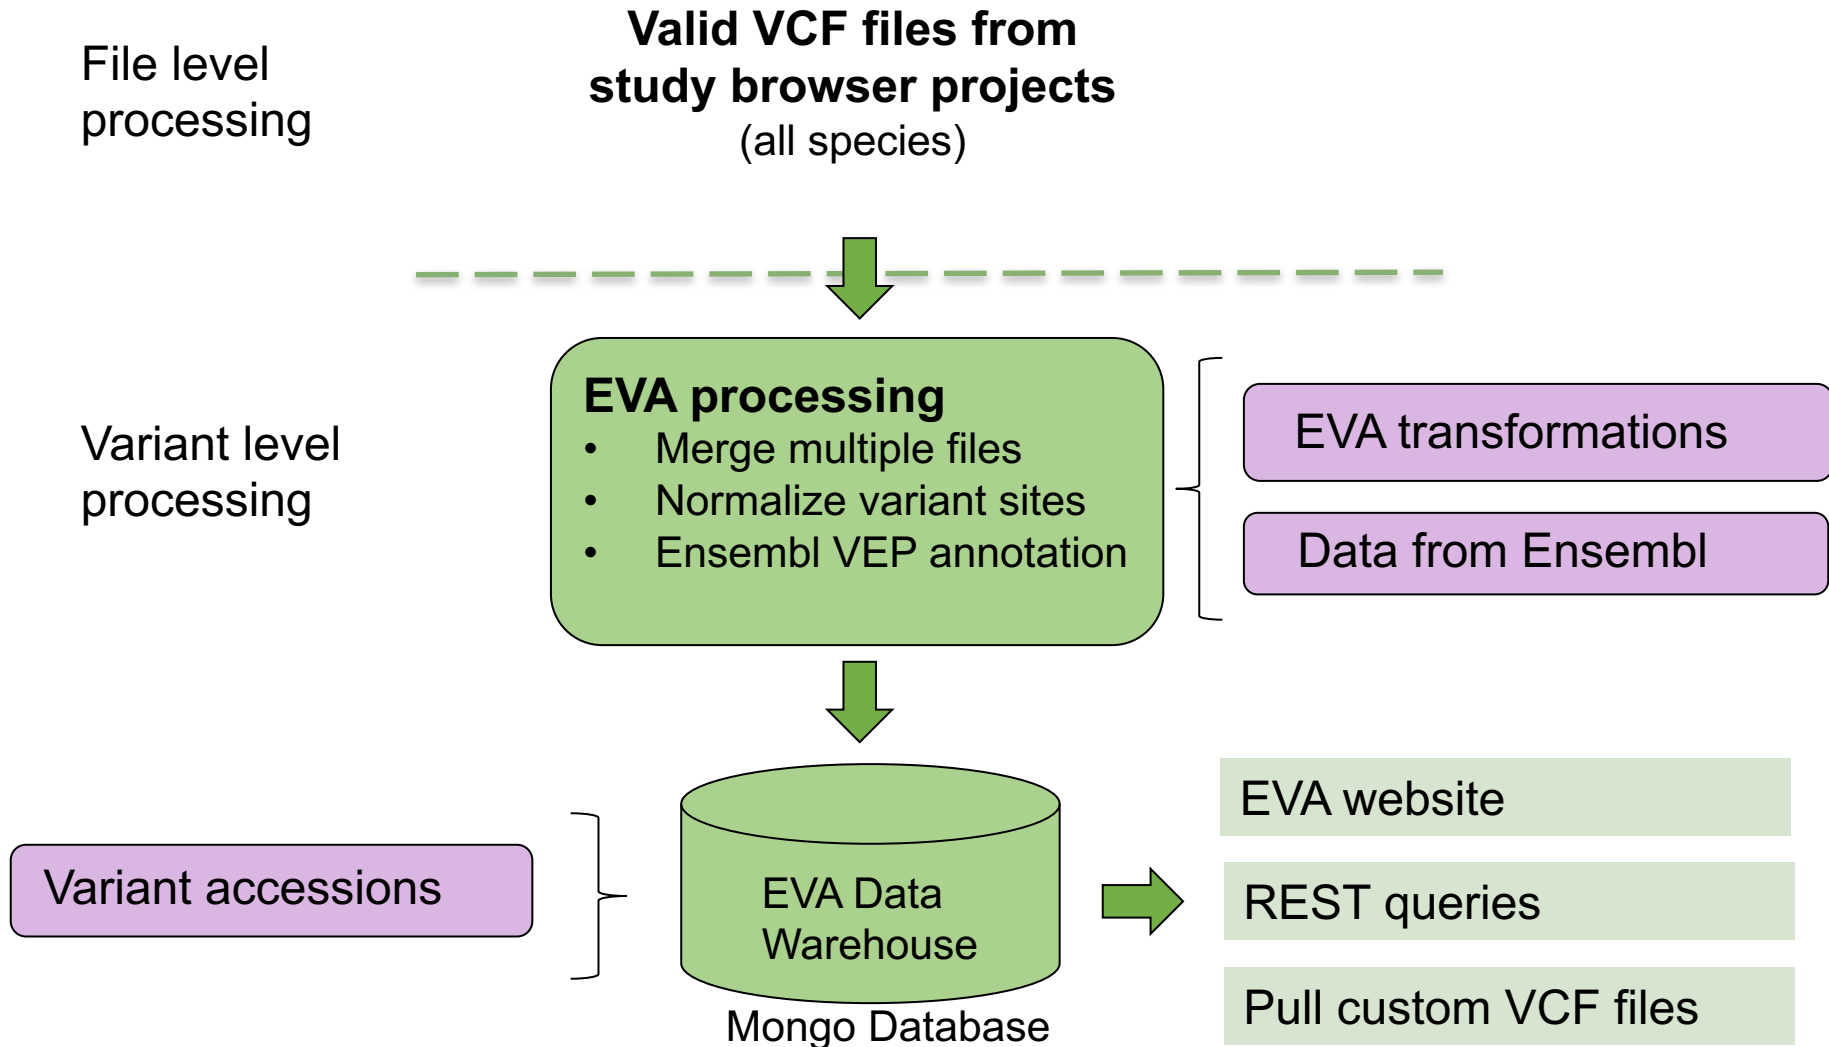 File level
processing
Valid VCF files from
study browser projects
(all species)
Variant level
processing
EVA processing
• Merge multiple files
• Normalize variant sites
• Ensembl VEP annotation
EVA transformations
Data from Ensembl
Variant accessions
EVA Data
Warehouse
Mongo Database
EVA website
REST queries
Pull custom VCF files